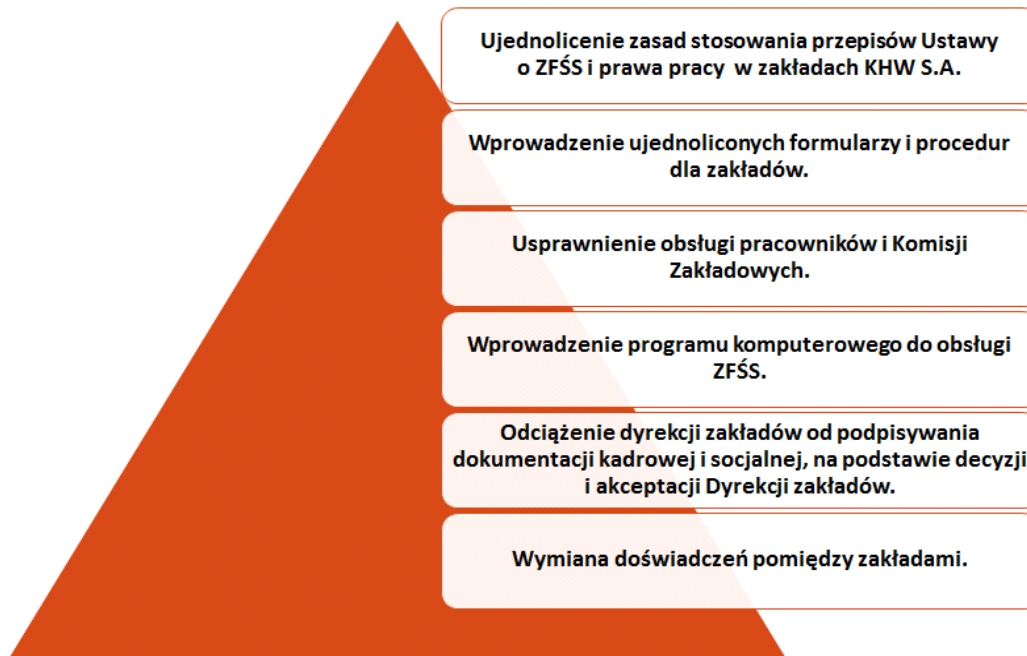 Ujednolicenie zasad stosowania przepisów Ustawy
o ZFŚS i prawa pracy w zakładach KHW S.A.
Wprowadzenie ujednoliconych formularzy i procedur
dla zakładów.
Usprawnienie obsługi pracowników i Komisji
Zakładowych.
Wprowadzenie programu komputerowego do obsługi
ZFŚS.
Odciążenie dyrekcji zakładów od podpisywania
dokumentacji kadrowej i socjalnej, na podstawie decyzji
i akceptacji Dyrekcji zakładów.
Wymiana doświadczeń pomiędzy zakładami.